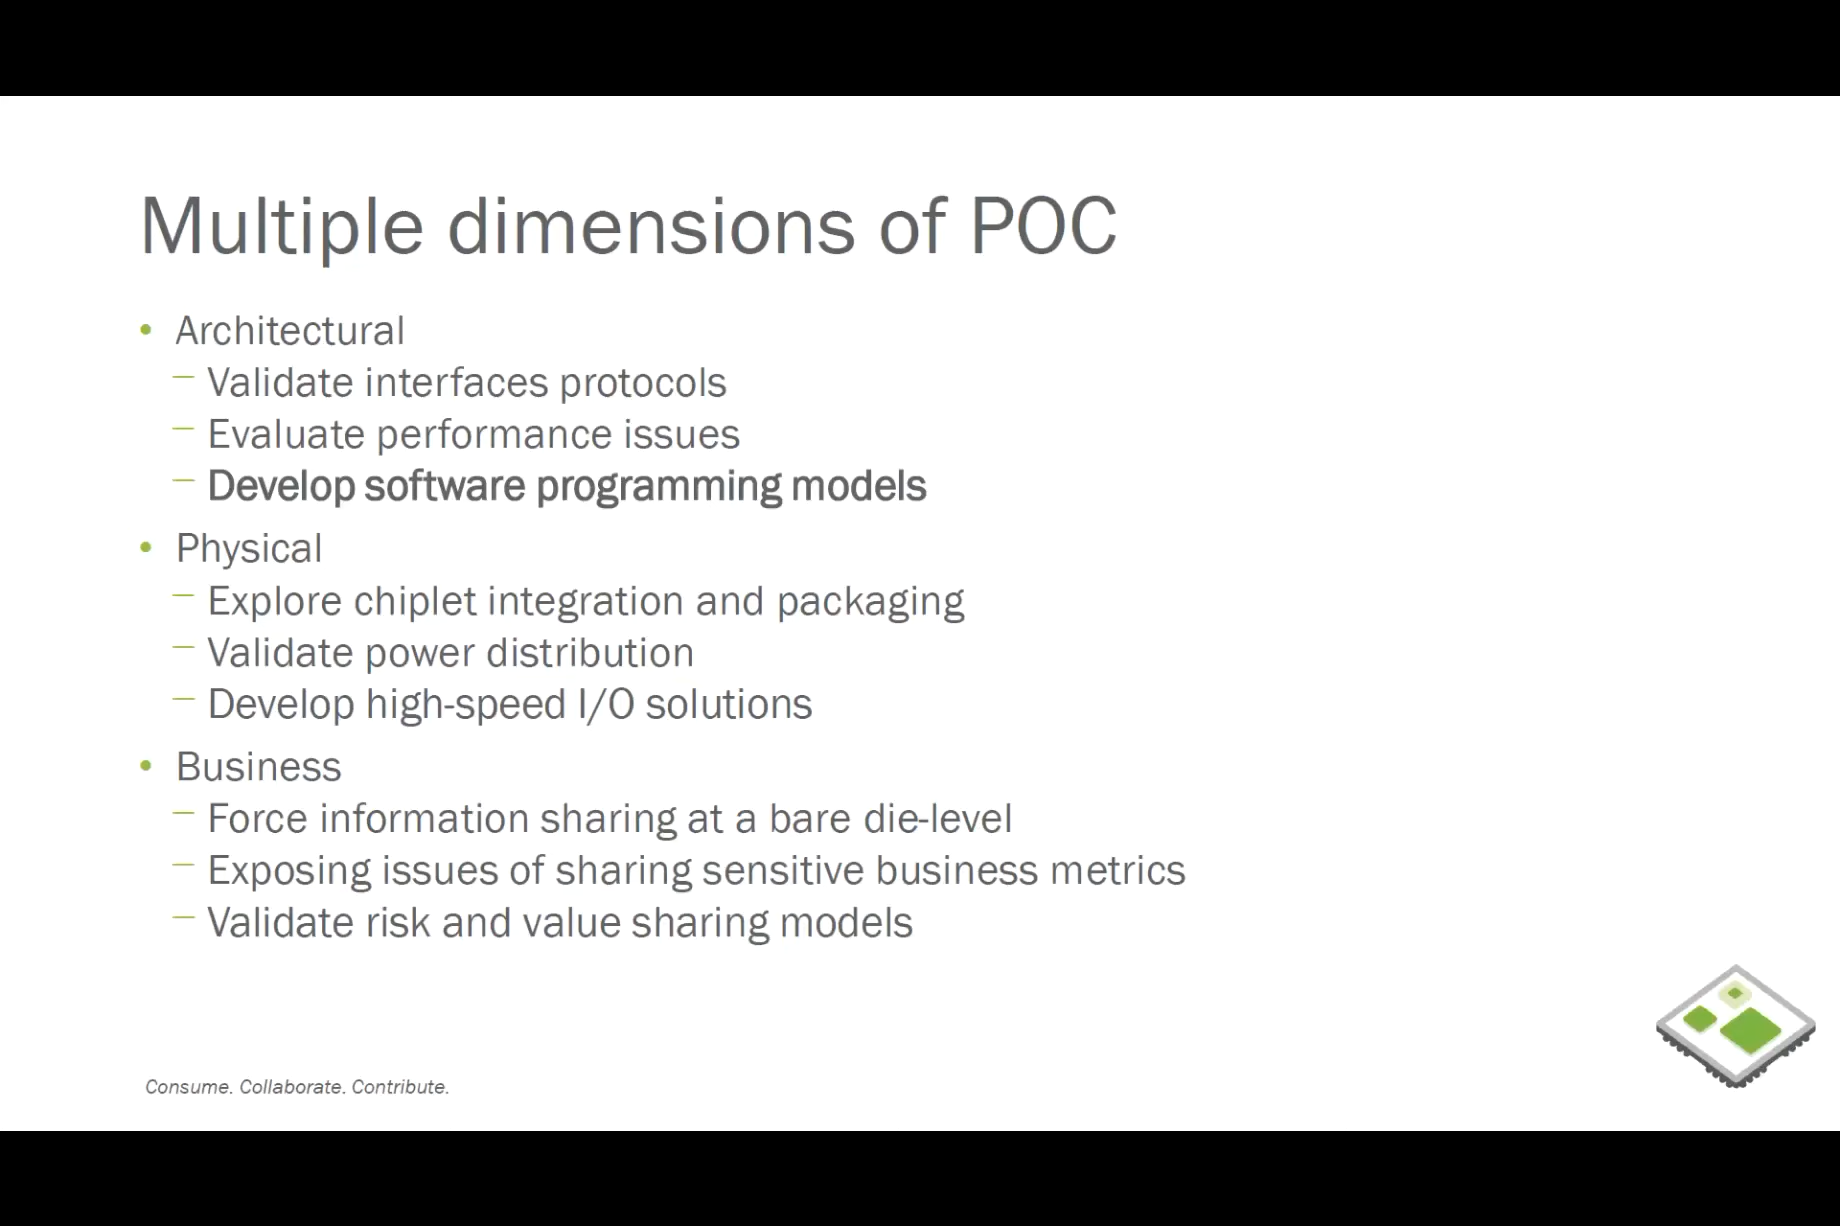 Multiple dimensions of POC
• Architectural
– Validate interfaces protocols
– Evaluate performance issues
– Develop software programming models
• Physical
– Explore chiplet integration and packaging
– Validate power distribution
– Develop high-speed I/O solutions
• Business
– Force information sharing at a bare die-level
– Exposing issues of sharing sensitive business metrics
– Validate risk and value sharing models
Consume. Collaborate. Contribute.